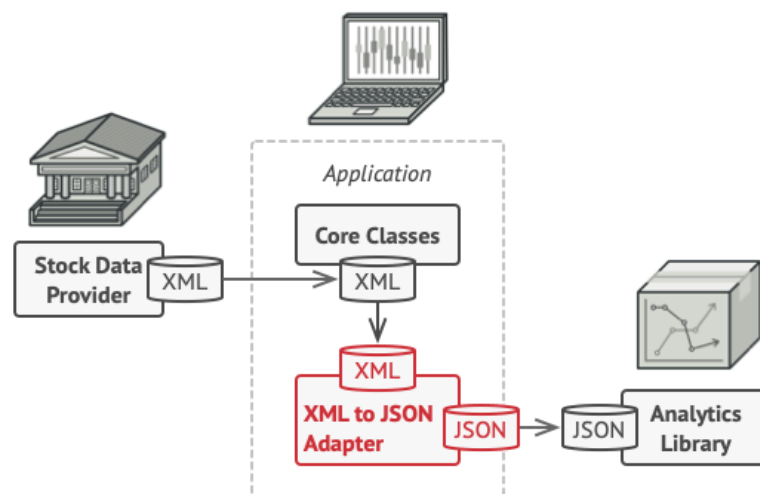 Application
Stock Data
Provider
XML
Core Classes
XML
XML
XML to JSON
Adapter
JSON
JSON
Analytics
Library